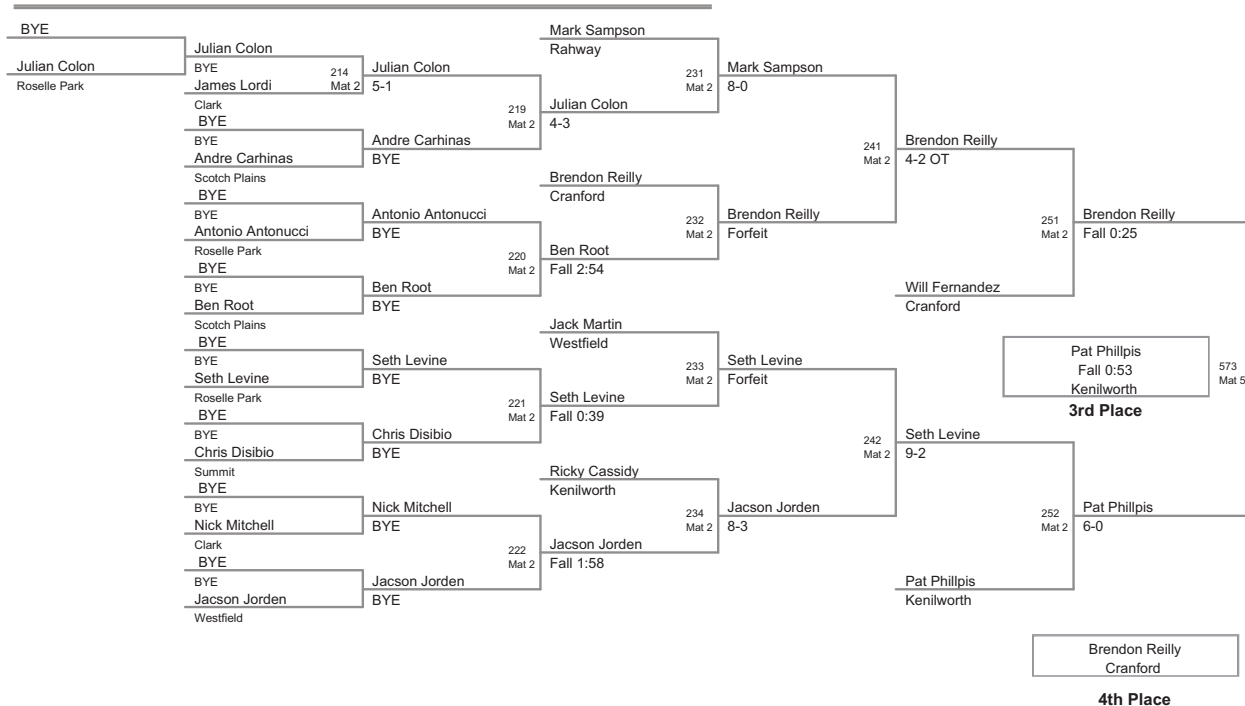 BYE
Julian Colon
Roselle Park
Julian Colon
BYE
James Lordi
Clark
BYE
BYE
Andre Carhinas
Scotch Plains
BYE
BYE
Antonio Antonucci
Roselle Park
BYE
BYE
Ben Root
Scotch Plains
BYE
BYE
Seth Levine
Roselle Park
BYE
BYE
Chris Disibio
Summit
BYE
BYE
Nick Mitchell
Clark
BYE
BYE
Jacson Jorden
Westfield
214
Mat 2
Julian Colon
5-1
Andre Carhinas
BYE
Antonio Antonucci
BYE
Ben Root
BYE
Seth Levine
BYE
Chris Disibio
BYE
Nick Mitchell
BYE
Jacson Jorden
BYE
219
Mat 2
220
Mat 2
221
Mat 2
222
Mat 2
Mark Sampson
Rahway
Julian Colon
4-3
Brendon Reilly
Cranford
Ben Root
Fall 2:54
Jack Martin
Westfield
Seth Levine
Fall 0:39
Ricky Cassidy
Kenilworth
Jacson Jorden
Fall 1:58
231
Mat 2
232
Mat 2
233
Mat 2
234
Mat 2
Mark Sampson
8-0
Brendon Reilly
Forfeit
Seth Levine
Forfeit
Jacson Jorden
8-3
241
Mat 2
242
Mat 2
Brendon Reilly
4-2 OT
Will Fernandez
Cranford
Seth Levine
9-2
Pat Phillpis
Kenilworth
251
Mat 2
252
Mat 2
Brendon Reilly
Fall 0:25
Pat Phillpis
Fall 0:53
Kenilworth
3rd Place
573
Mat 5
Pat Phillpis
6-0
Brendon Reilly
Cranford
4th Place